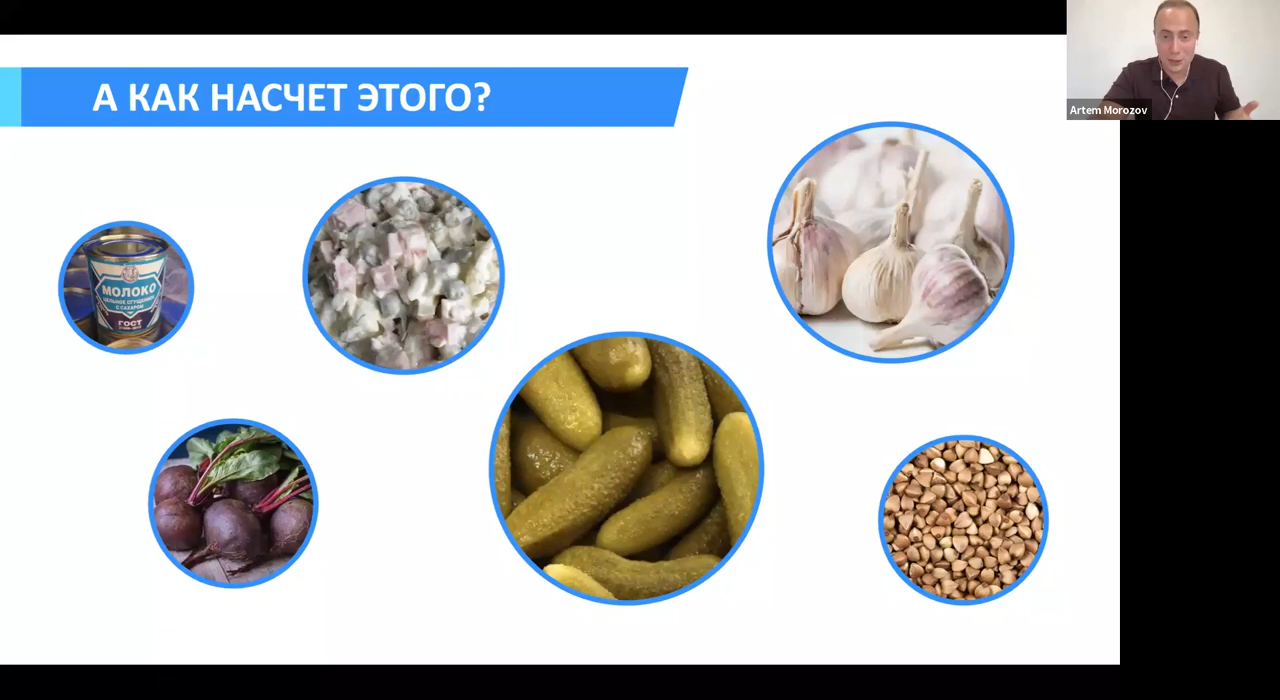 А КАК НАСЧЕТ ЭТОГО?
Artem Morozov
МОЛОКО
ЦЕЛЬНОЕ СГУЩЕННОЕ
С САХАРОМ
ГОСТ